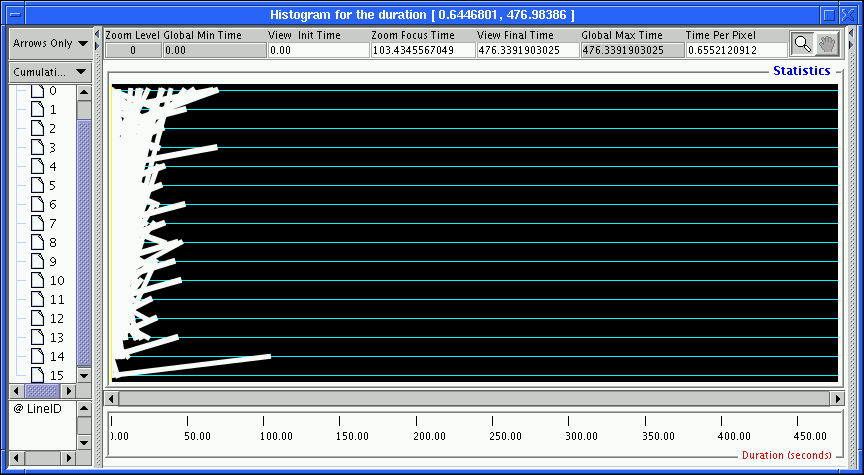 Histogram for the duration [ 0.6446801, 476.98386 ]
Arrows Only
Zoom Level Global Min Time View Init Time Zoom Focus Time View Final Time Global Max Time Time Per Pixel
0 0.00 0.00 103.4345567049 476.3391903025 476.3391903025 0.6552120912
Cumulati...
Statistics
0
1
2
3
4
5
6
7
8
9
10
11
12
13
14
15
@ LineID
).00 50.00 100.00 150.00 200.00 250.00 300.00 350.00 400.00 450.00
Duration (seconds)